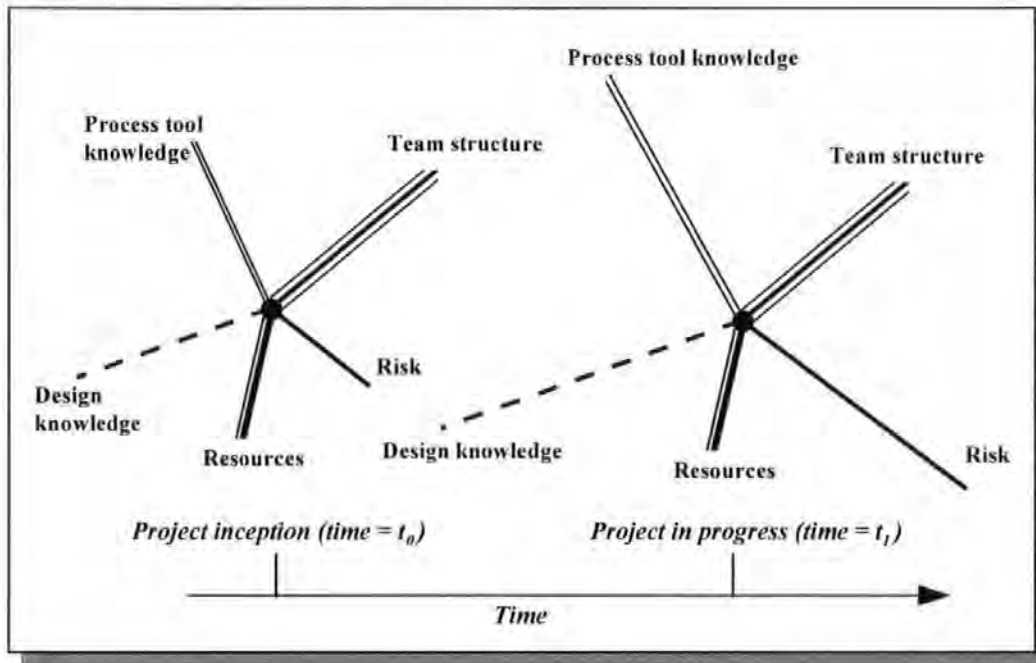 Process tool
knowledge
Team structure
Design
knowledge
Risk
Resources
Project inception (time = t₀)
Process tool knowledge
Team structure
Design knowledge
Resources
Risk
Project in progress (time = t₁)
Time